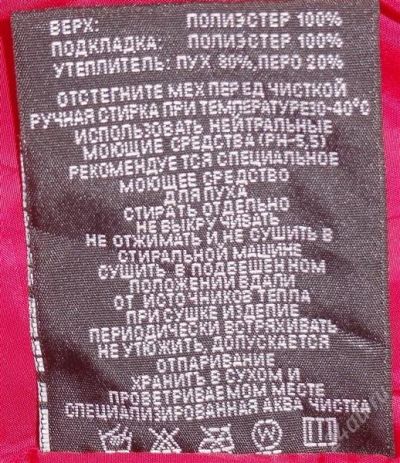 ВЕРХ: ПОЛИЭСТЕР 100%
ПОДКЛАДКА: ПОЛИЭСТЕР 100%
УТЕПЛИТЕЛЬ: ПУХ 80%, ПЕРО 20%
ОТСТЕГНИТЕ МЕХ ПЕРЕД ЧИСТКОЙ
РУЧНАЯ СТИРКА ПРИ ТЕМПЕРАТУРЕ30-40°С
ИСПОЛЬЗОВАТЬ НЕЙТРАЛЬНЫЕ
МОЮЩИЕ СРЕДСТВА (PH-5,5)
РЕКОМЕНДУЕТСЯ СПЕЦИАЛЬНОЕ
МОЮЩЕЕ СРЕДСТВО
ДЛЯ ПУХА
СТИРАТЬ ОТДЕЛЬНО
НЕ ВЫКРУЧИВАТЬ
НЕ ОТЖИМАТЬ И НЕ СУШИТЬ В
СТИРАЛЬНОЙ МАШИНЕ
СУШИТЬ В ПОДВЕШЕННОМ
ПОЛОЖЕНИИ ВДАЛИ
ОТ ИСТОЧНИКОВ ТЕПЛА
ПРИ СУШКЕ ИЗДЕЛИЕ
ПЕРИОДИЧЕСКИ ВСТРЯХИВАТЬ
НЕ УТЮЖИТЬ, ДОПУСКАЕТСЯ
ОТПАРИВАНИЕ
ХРАНИТЬ В СУХОМ И
ПРОВЕТРИВАЕМОМ МЕСТЕ
СПЕЦИАЛИЗИРОВАННАЯ АКВА ЧИСТКА
W